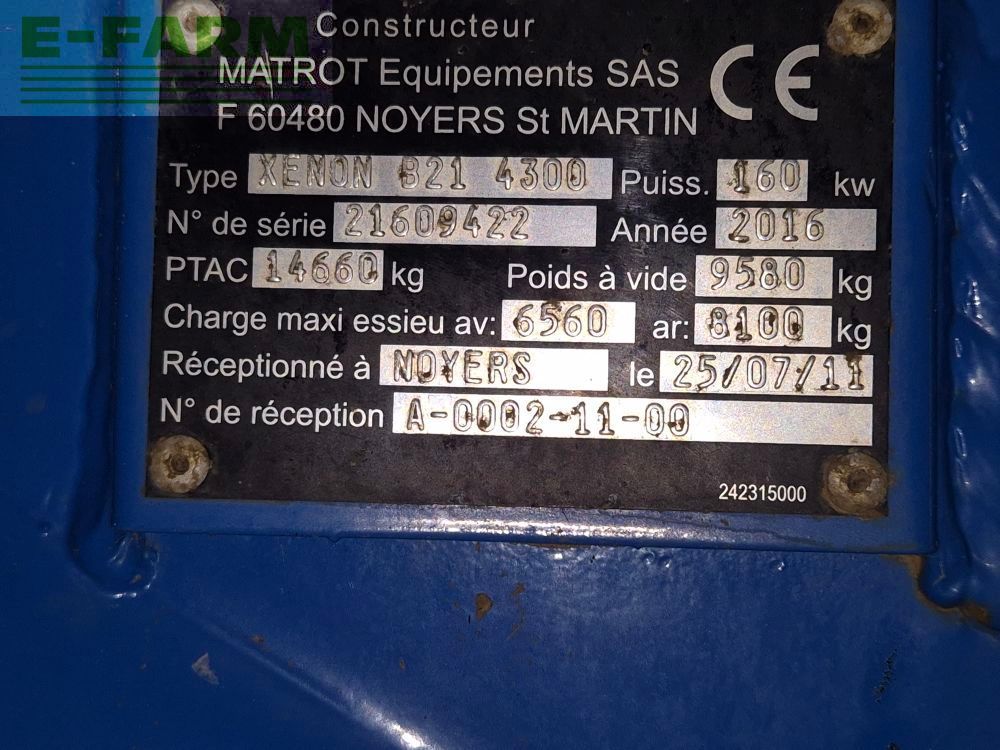 E-FARM
Constructeur
MATROT Equipements SAS
F 60480 NOYERS St MARTIN
CE
Type XENON B21 4300 Puiss. 160 kw
N° de série 21609422 Année 2016
PTAC 14660 kg Poids à vide 9580 kg
Charge maxi essieu av: 6560 ar: 8100 kg
Réceptionné à NOYERS le 25/07/11
N° de réception A-0002-11-00
242315000